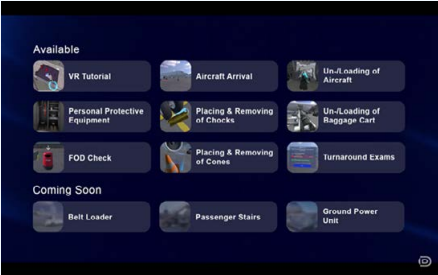 Available
VR Tutorial
Aircraft Arrival
Un-/Loading of
Aircraft
Personal Protective
Equipment
Placing & Removing
of Chocks
Un-/Loading of
Baggage Cart
FOD Check
Placing & Removing
of Cones
Turnaround Exams
Coming Soon
Belt Loader
Passenger Stairs
Ground Power
Unit